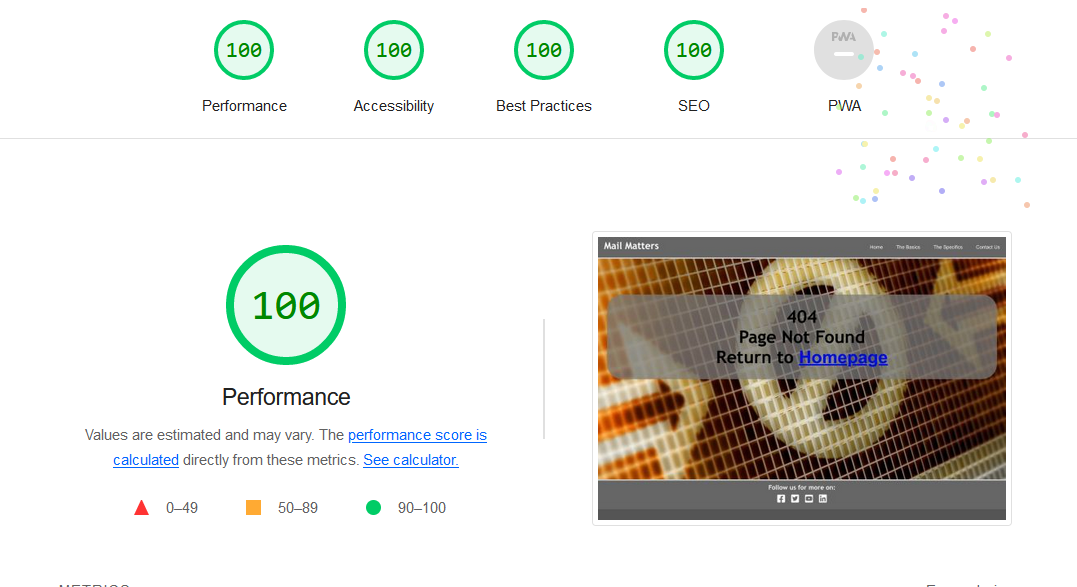 100
100
100
100
PWA
Performance
Accessibility
Best Practices
SEO
PWA
100
Performance
Values are estimated and may vary. The performance score is
calculated directly from these metrics. See calculator.
0–49
50–89
90–100
Mail Matters
Home
The Basics
The Specifics
Contact Us
404
Page Not Found
Return to Homepage
Follow us for more on:
METRICS